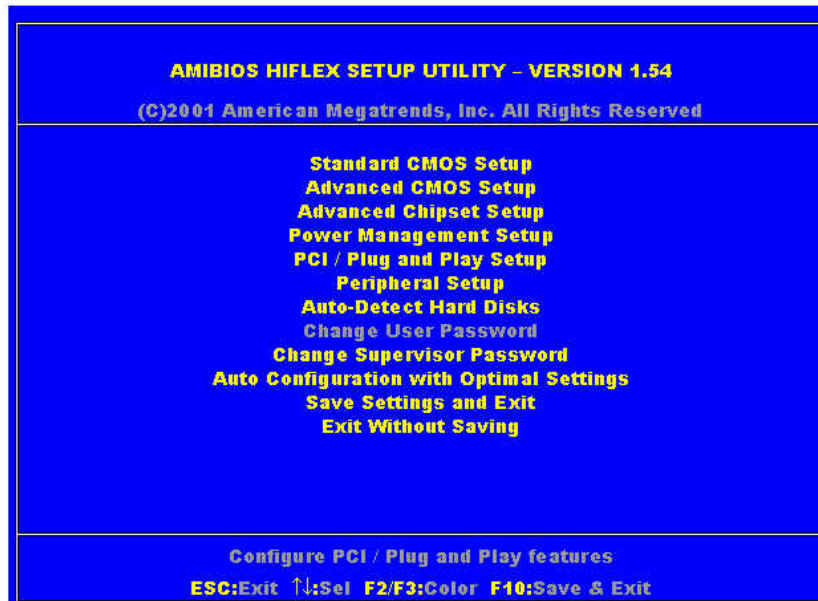 AMIBIOS HIFLEX SETUP UTILITY – VERSION 1.54
(C)2001 American Megatrends, Inc. All Rights Reserved
Standard CMOS Setup
Advanced CMOS Setup
Advanced Chipset Setup
Power Management Setup
PCI / Plug and Play Setup
Peripheral Setup
Auto-Detect Hard Disks
Change User Password
Change Supervisor Password
Auto Configuration with Optimal Settings
Save Settings and Exit
Exit Without Saving
Configure PCI / Plug and Play features
ESC:Exit ↑↓:Sel F2/F3:Color F10:Save & Exit